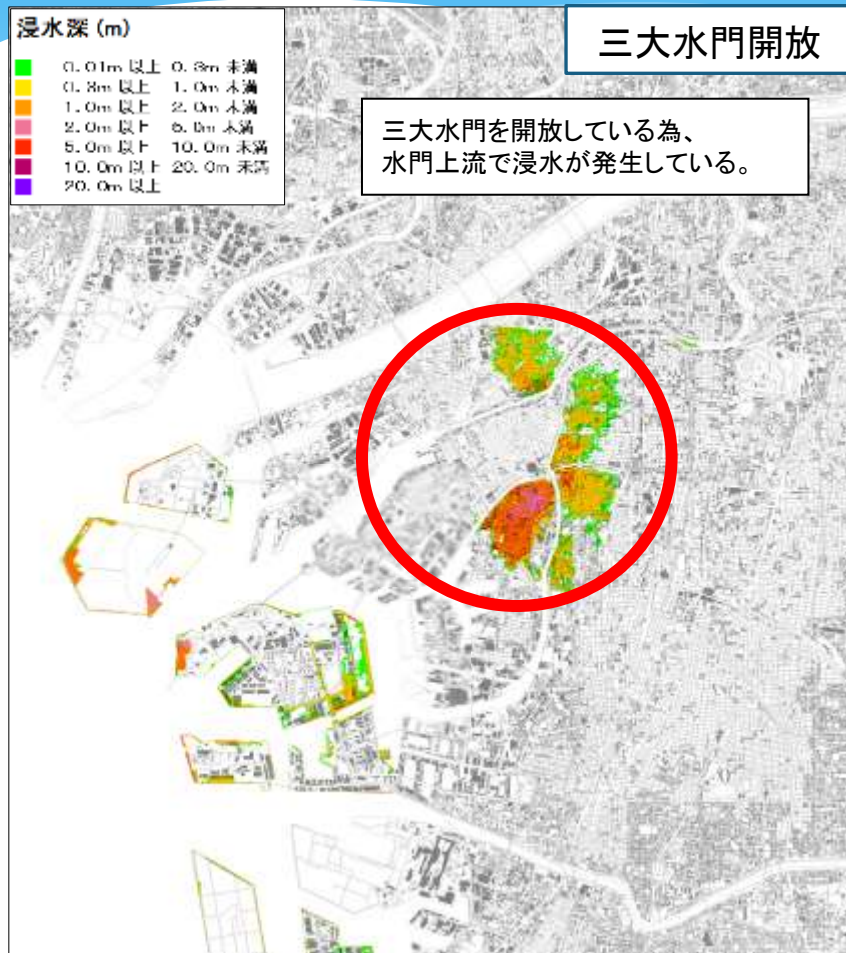 浸水深 (m)
0.01m 以上 0.3m 未満
0.3m 以上 1.0m 未満
1.0m 以上 2.0m 未満
2.0m 以上 5.0m 未満
5.0m 以上 10.0m 未満
10.0m 以上 20.0m 未満
20.0m 以上
三大水門開放
三大水門を開放している為、
水門上流で浸水が発生している。